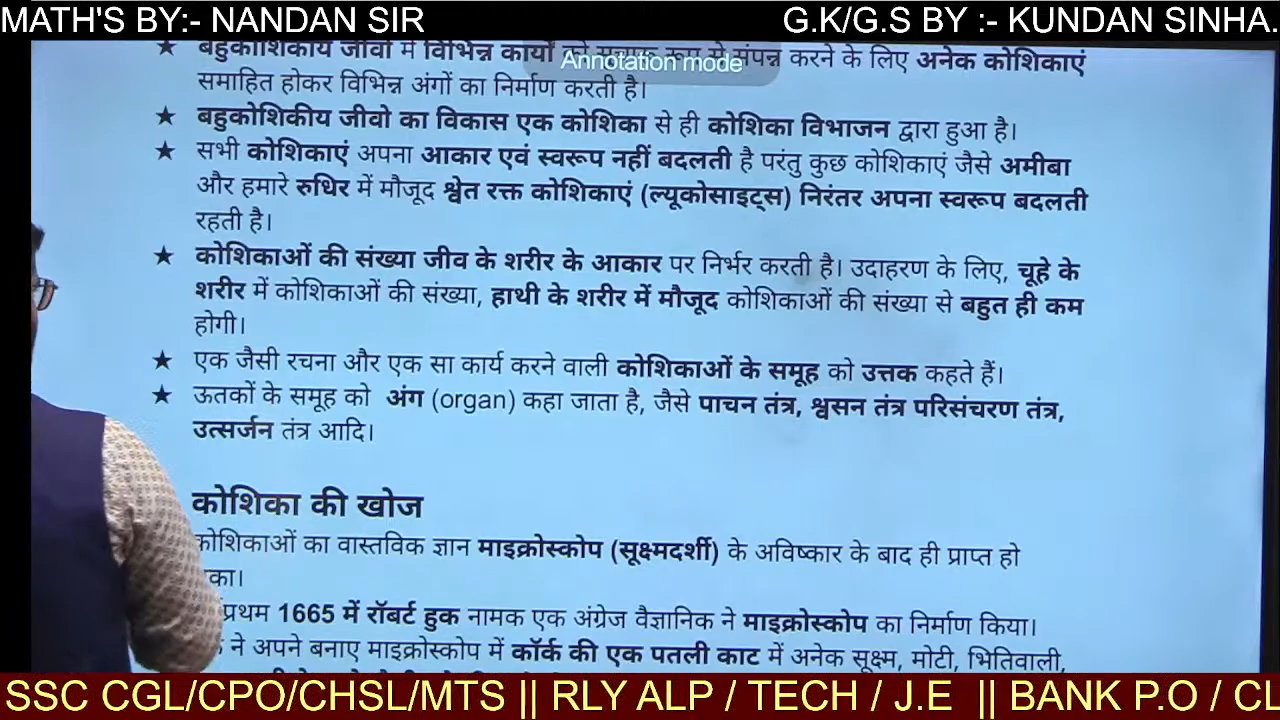 MATH'S BY:- NANDAN SIR
G.K/G.S BY :- KUNDAN SINHA.
★ बहुकोशिकीय जीवों में विभिन्न कार्यों संपन्न करने के लिए अनेक कोशिकाएं
Annotation mode
समाहित होकर विभिन्न अंगों का निर्माण करती है।
★ बहुकोशिकीय जीवो का विकास एक कोशिका से ही कोशिका विभाजन द्वारा हुआ है।
★ सभी कोशिकाएं अपना आकार एवं स्वरूप नहीं बदलती है परंतु कुछ कोशिकाएं जैसे अमीबा
और हमारे रुधिर में मौजूद श्वेत रक्त कोशिकाएं (ल्यूकोसाइट्स) निरंतर अपना स्वरूप बदलती
रहती है।
★ कोशिकाओं की संख्या जीव के शरीर के आकार पर निर्भर करती है। उदाहरण के लिए, चूहे के
शरीर में कोशिकाओं की संख्या, हाथी के शरीर में मौजूद कोशिकाओं की संख्या से बहुत ही कम
होगी।
★ एक जैसी रचना और एक सा कार्य करने वाली कोशिकाओं के समूह को उत्तक कहते हैं।
★ ऊतकों के समूह को अंग (organ) कहा जाता है, जैसे पाचन तंत्र, श्वसन तंत्र परिसंचरण तंत्र,
उत्सर्जन तंत्र आदि।
कोशिका की खोज
कोशिकाओं का वास्तविक ज्ञान माइक्रोस्कोप (सूक्ष्मदर्शी) के अविष्कार के बाद ही प्राप्त हो
का।
प्रथम 1665 में रॉबर्ट हुक नामक एक अंग्रेज वैज्ञानिक ने माइक्रोस्कोप का निर्माण किया।
ने अपने बनाए माइक्रोस्कोप में कॉर्क की एक पतली काट में अनेक सूक्ष्म, मोटी, भितिवाली,
SSC CGL/CPO/CHSL/MTS || RLY ALP / TECH / J.E || BANK P.O / CL